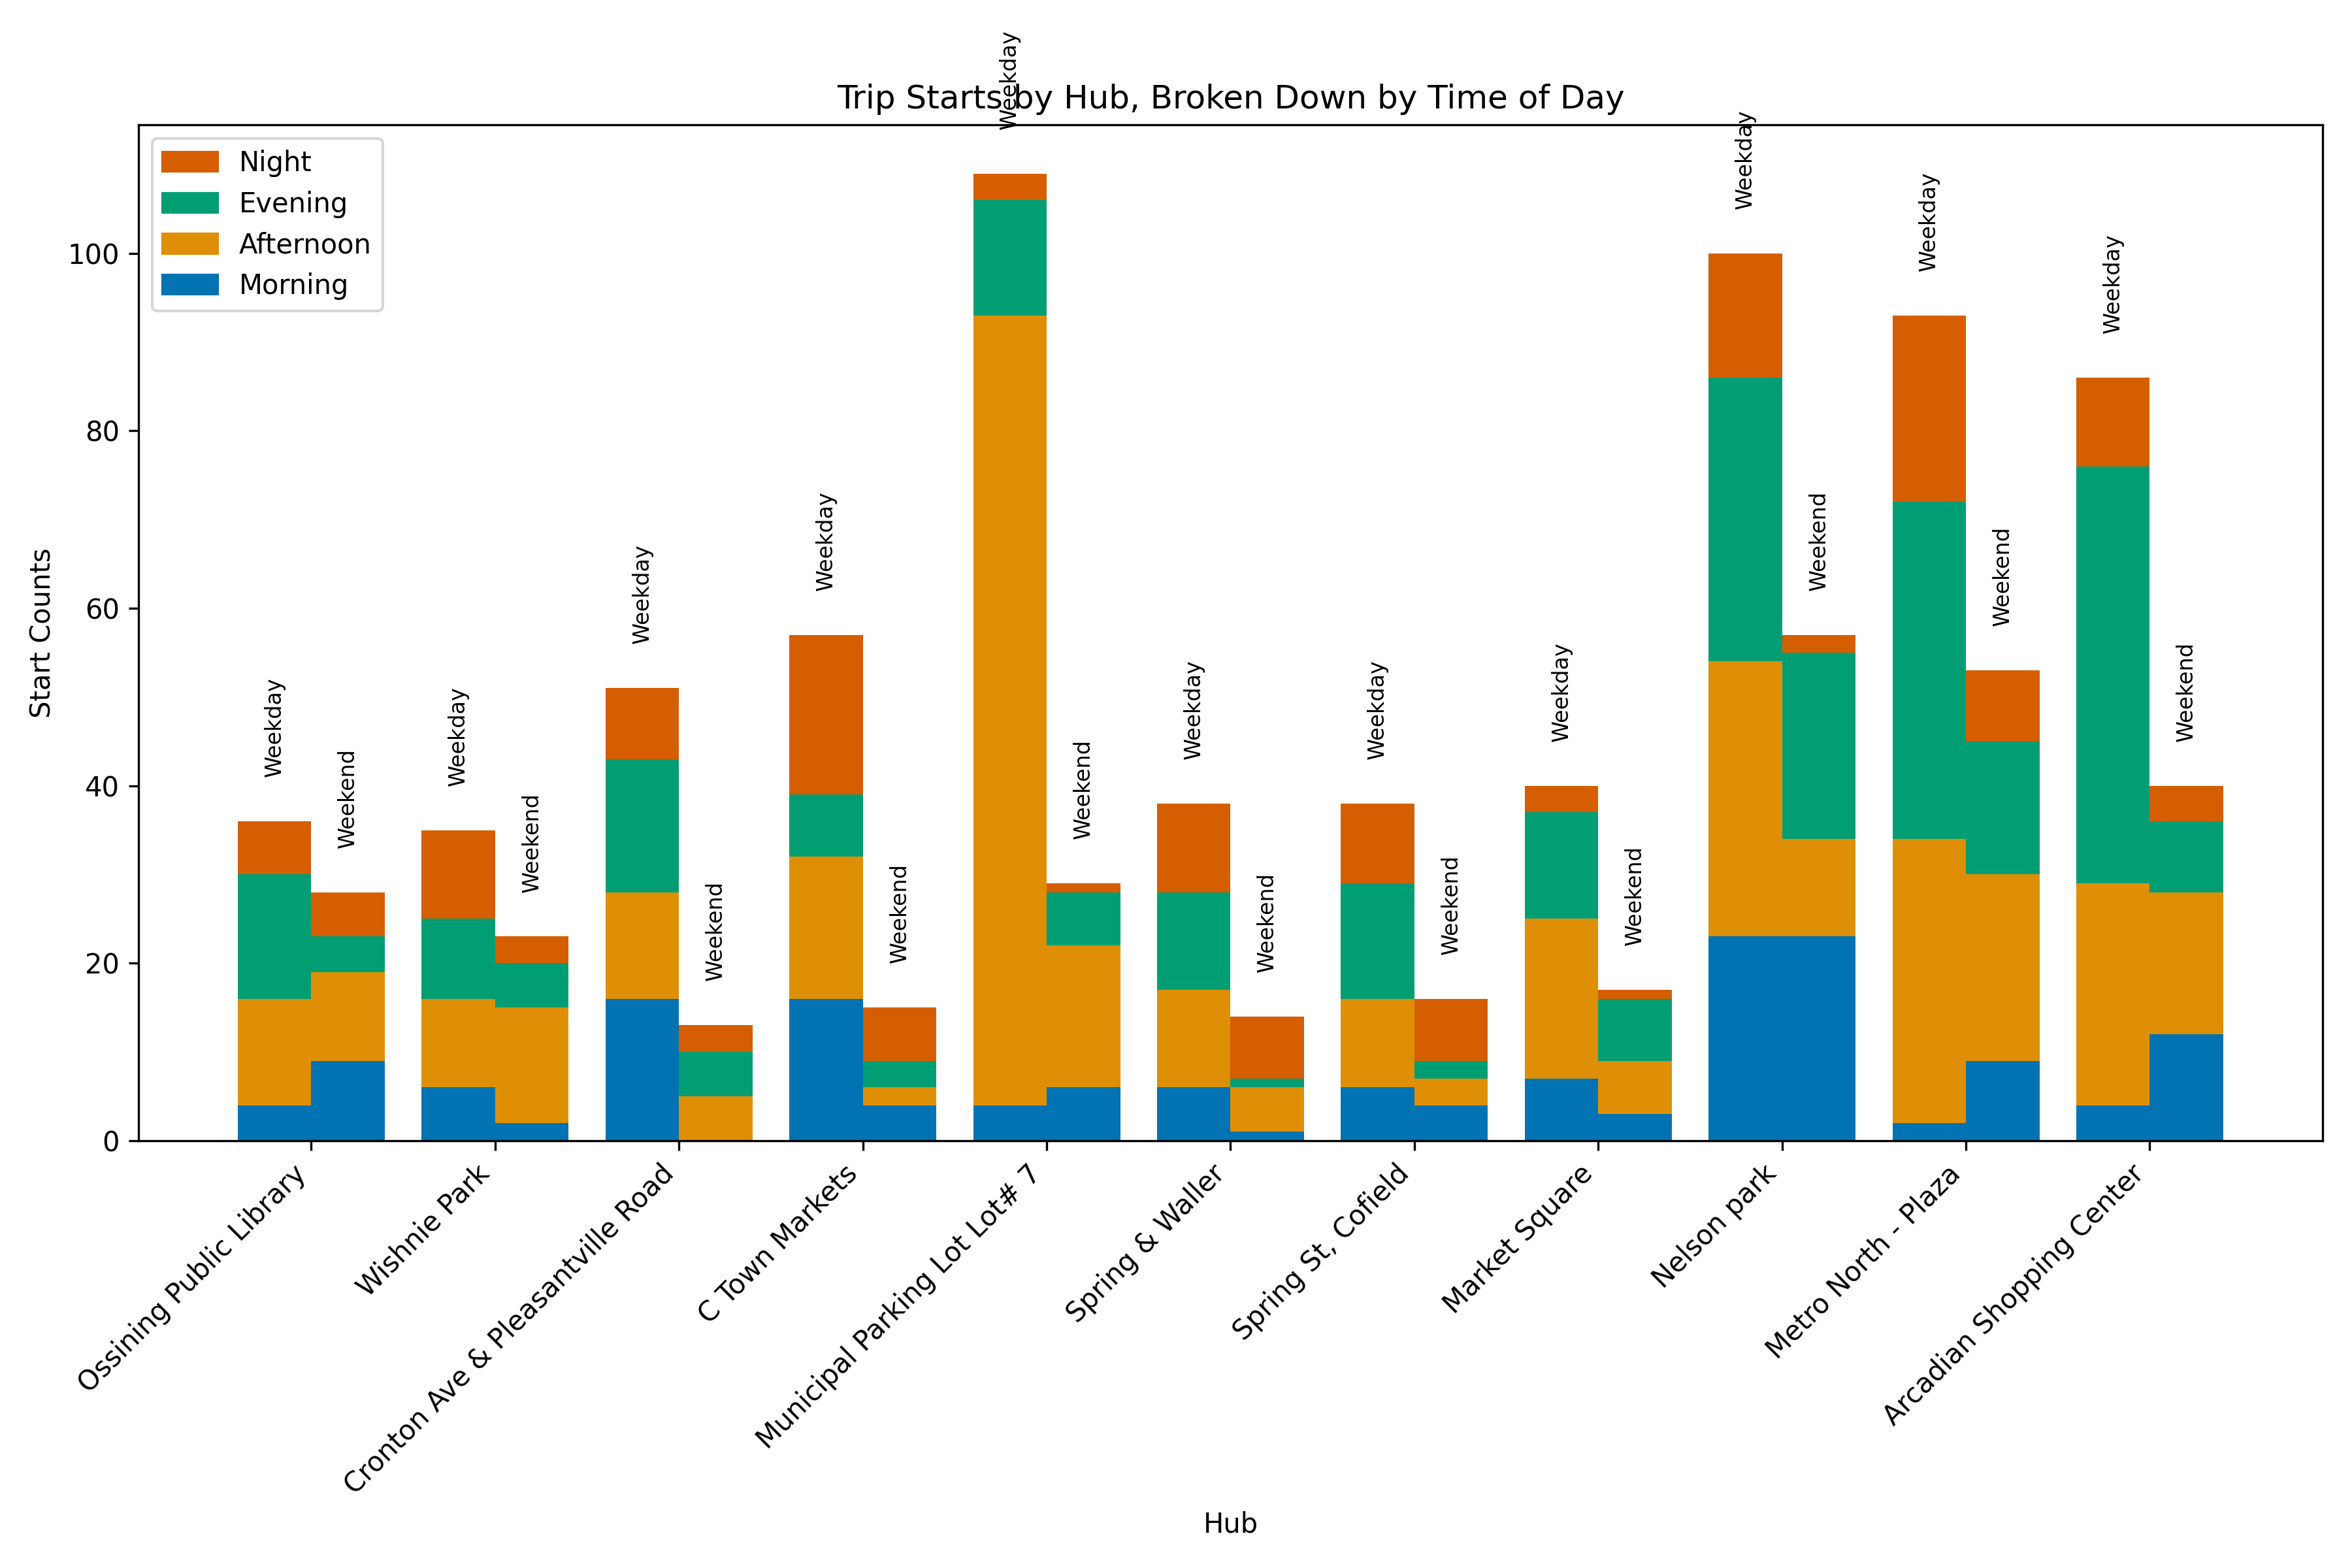 Trip Starts by Hub, Broken Down by Time of Day
Night
Evening
Afternoon
Morning
Start Counts
100
80
60
40
20
0
Weekday
Weekend
Weekday
Weekend
Weekday
Weekend
Weekday
Weekend
Weekday
Weekend
Weekday
Weekend
Weekday
Weekend
Weekday
Weekend
Weekday
Weekend
Weekday
Weekend
Weekday
Weekend
Ossining Public Library
Wishnie Park
Cronton Ave & Pleasantville Road
C Town Markets
Municipal Parking Lot Lot# 7
Spring & Waller
Spring St, Cofield
Market Square
Nelson park
Metro North - Plaza
Arcadian Shopping Center
Hub